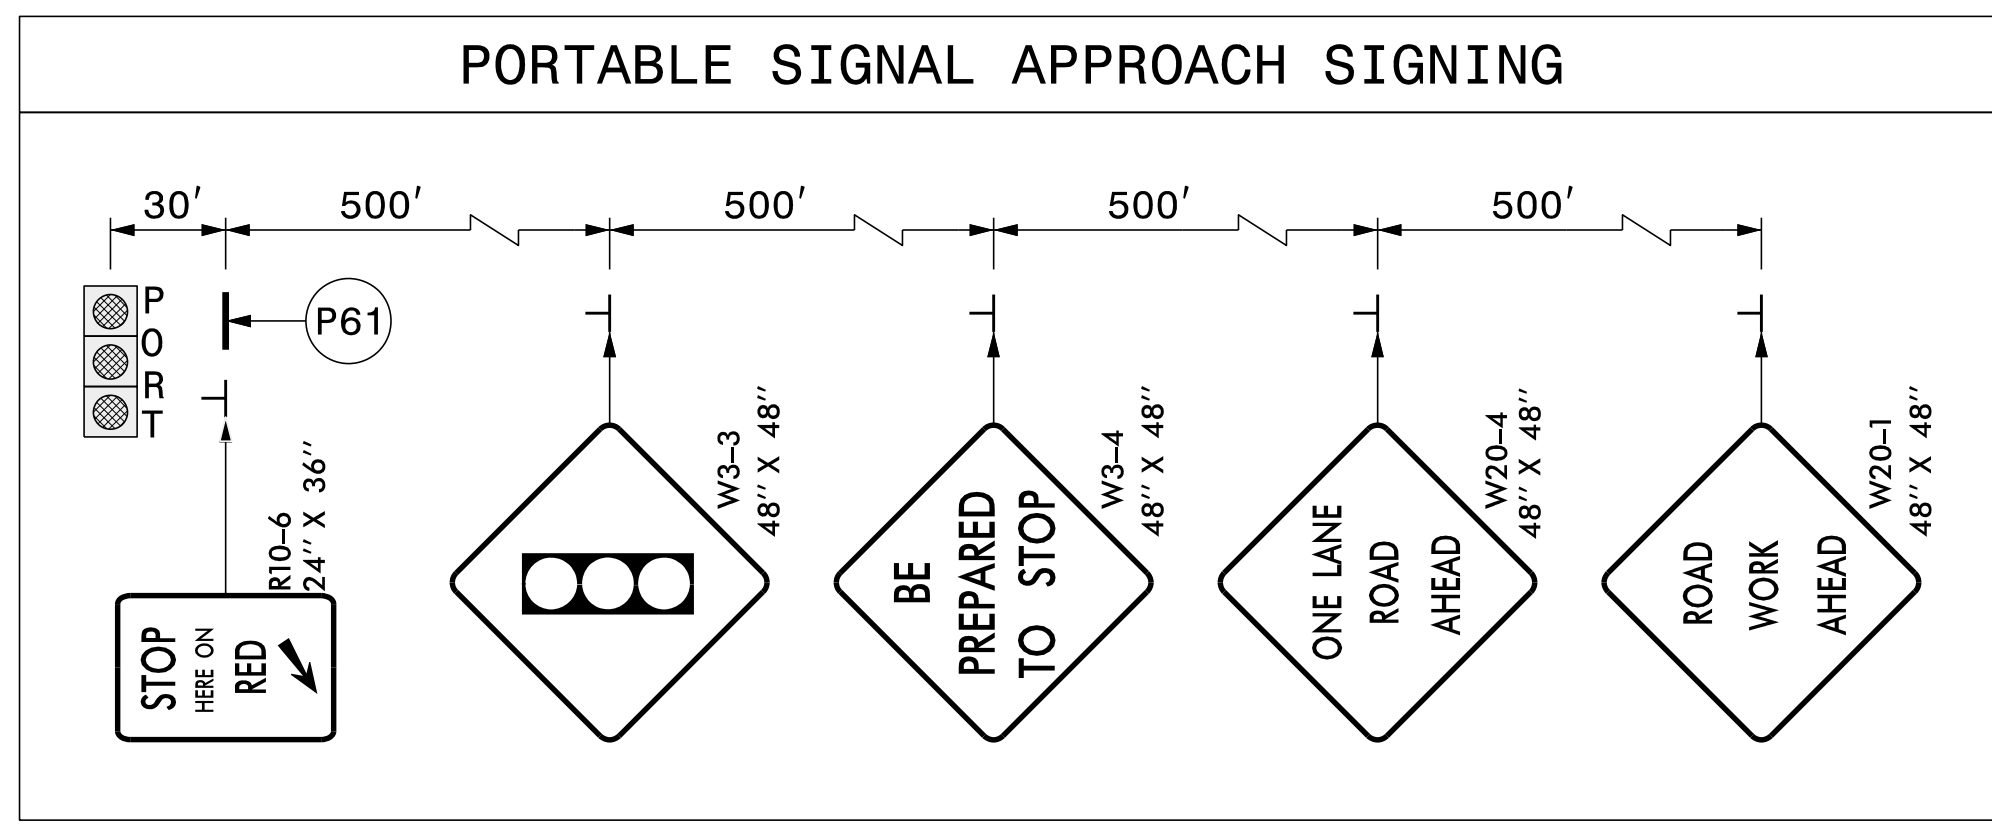 PORTABLE SIGNAL APPROACH SIGNING
30'
500'
500'
500'
500'
PORT
P61
R10-6
24" X 36"
STOP
HERE ON
RED
W3-3
48" X 48"
W3-4
48" X 48"
BE
PREPARED
TO STOP
W20-4
48" X 48"
ONE LANE
ROAD
AHEAD
W20-1
48" X 48"
ROAD
WORK
AHEAD